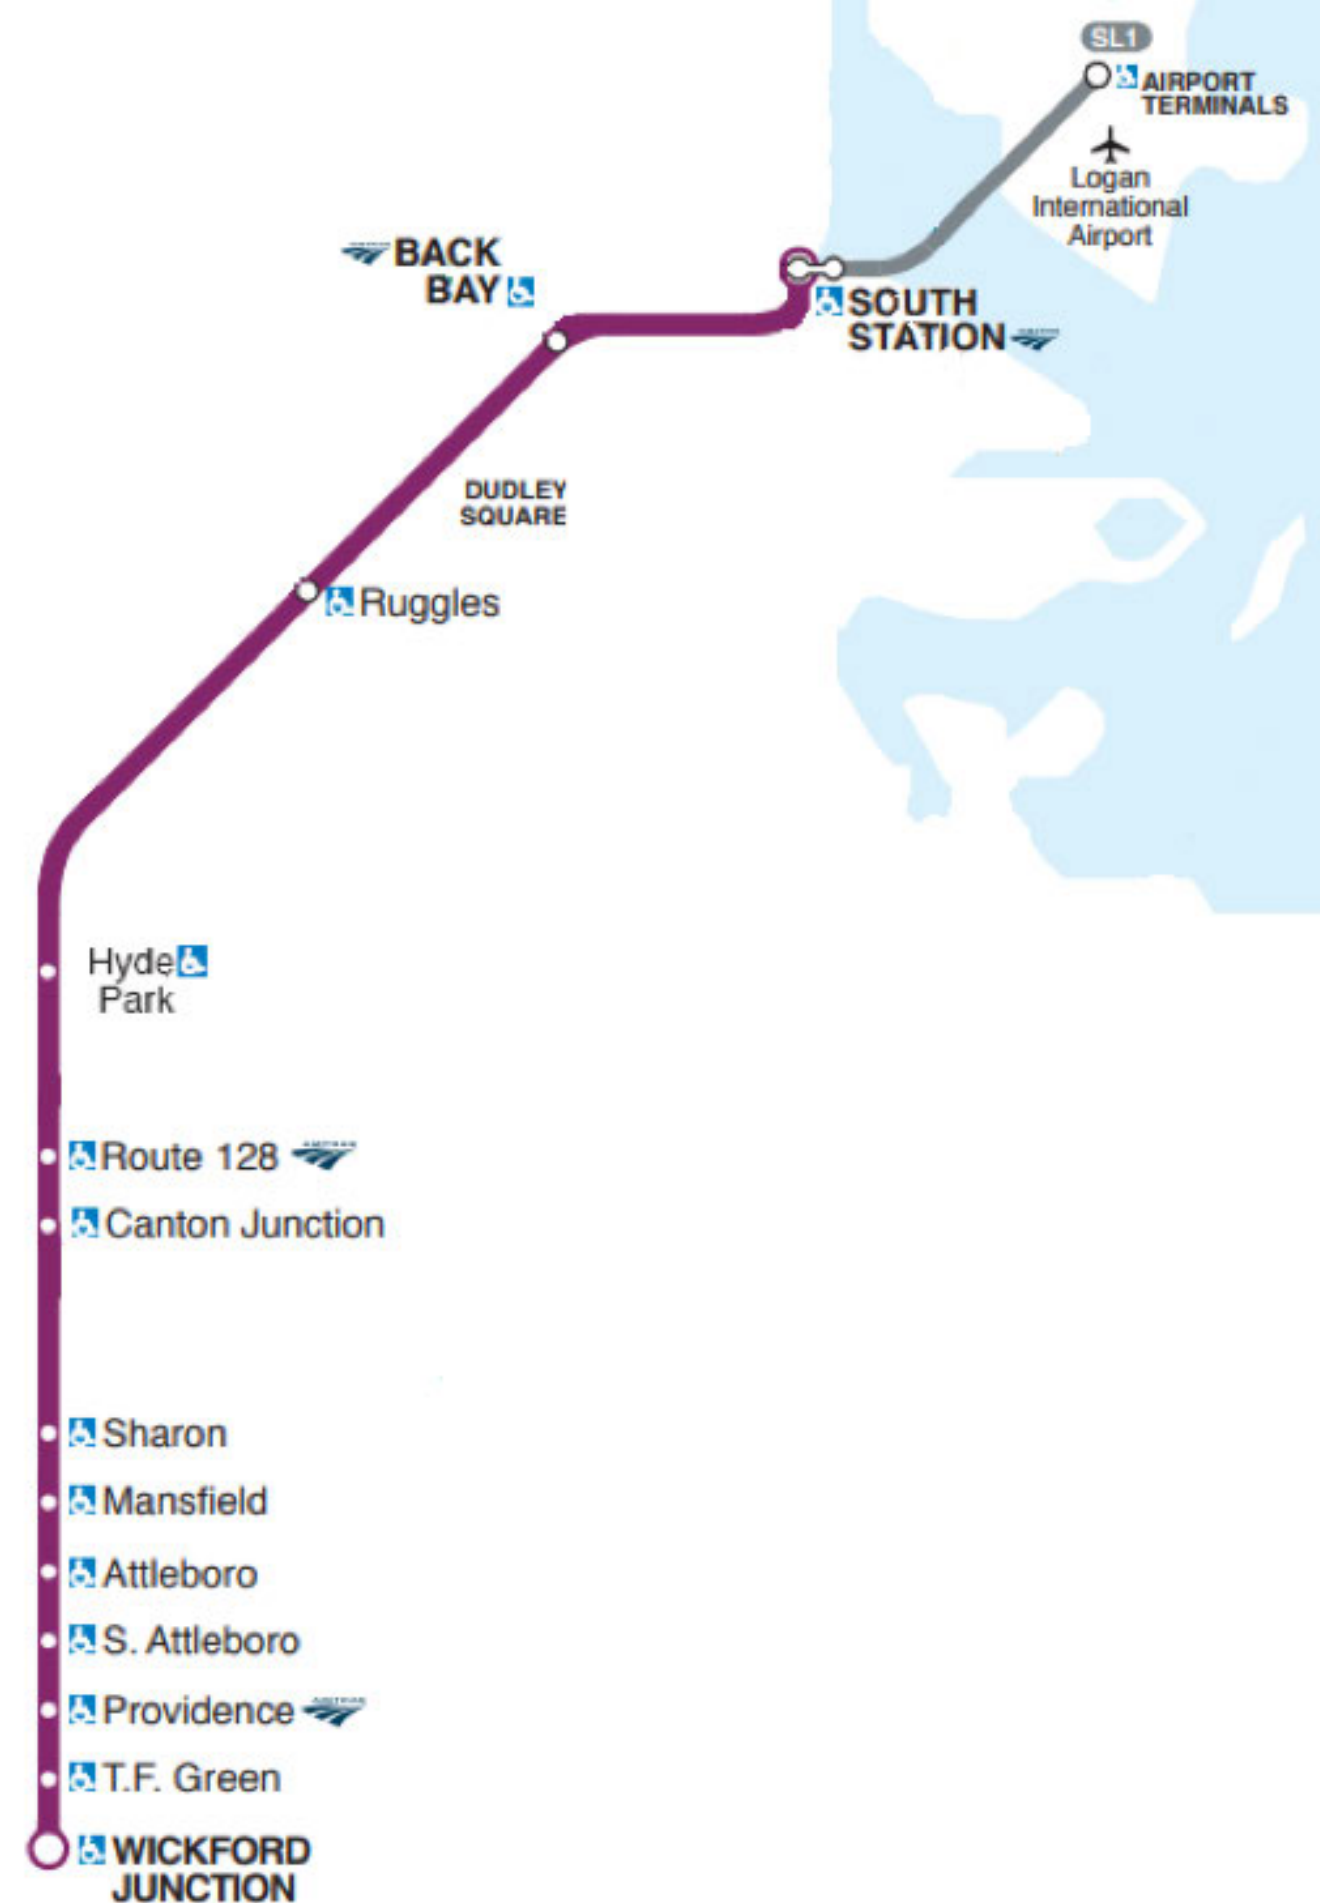 SL1
AIRPORT
TERMINALS
Logan
International
Airport
BACK
BAY
SOUTH
STATION
DUDLEY
SQUARE
Ruggles
Hyde
Park
Route 128
Canton Junction
Sharon
Mansfield
Attleboro
S. Attleboro
Providence
T.F. Green
WICKFORD
JUNCTION